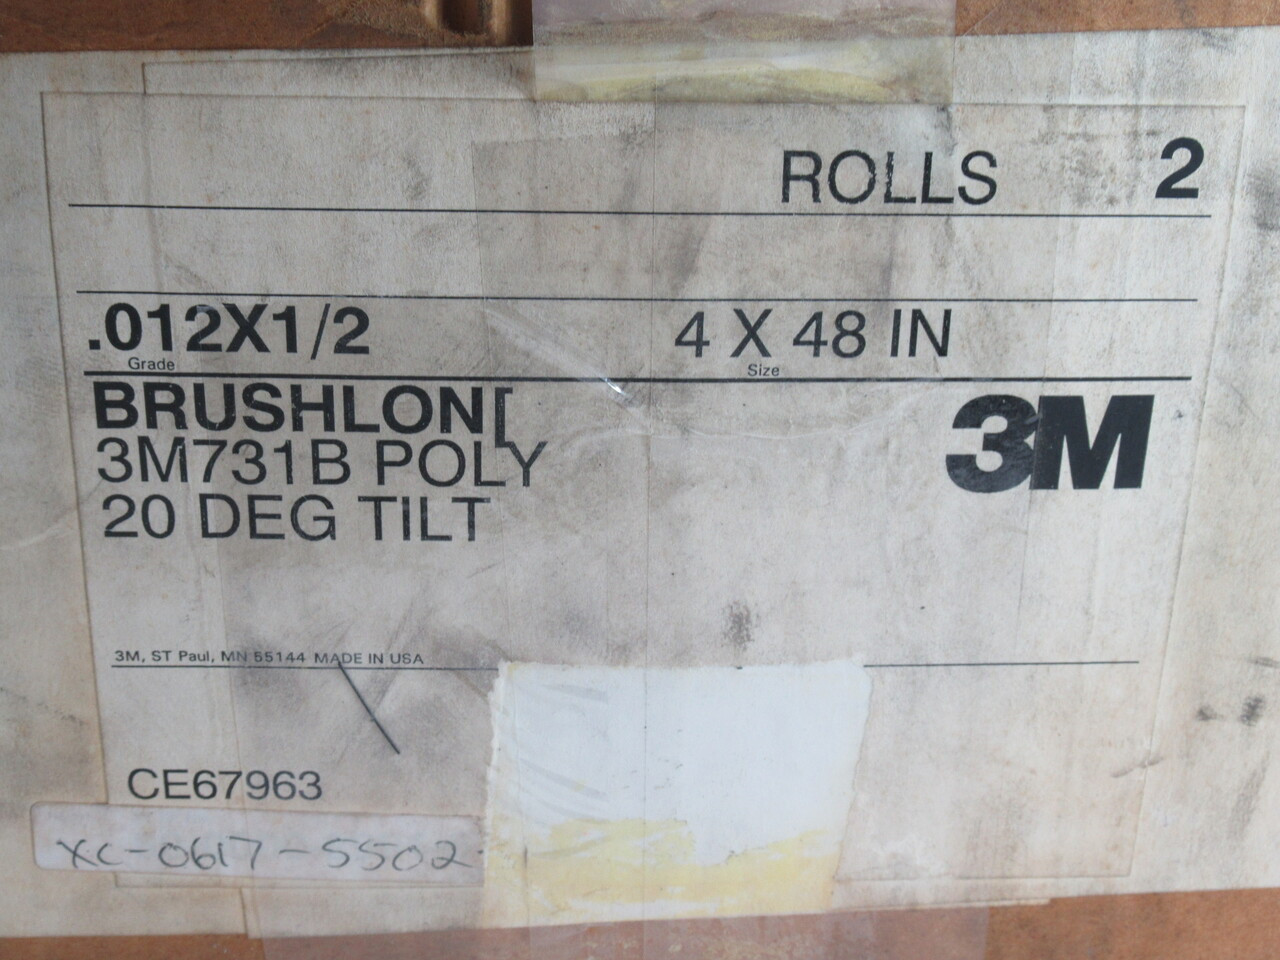 ROLLS 2
.012X1/2 4 X 48 IN
Grade Size
BRUSHLON[
3M731B POLY
20 DEG TILT
3M
3M, ST Paul, MN 55144 MADE IN USA
CE67963
XC-0617-5502